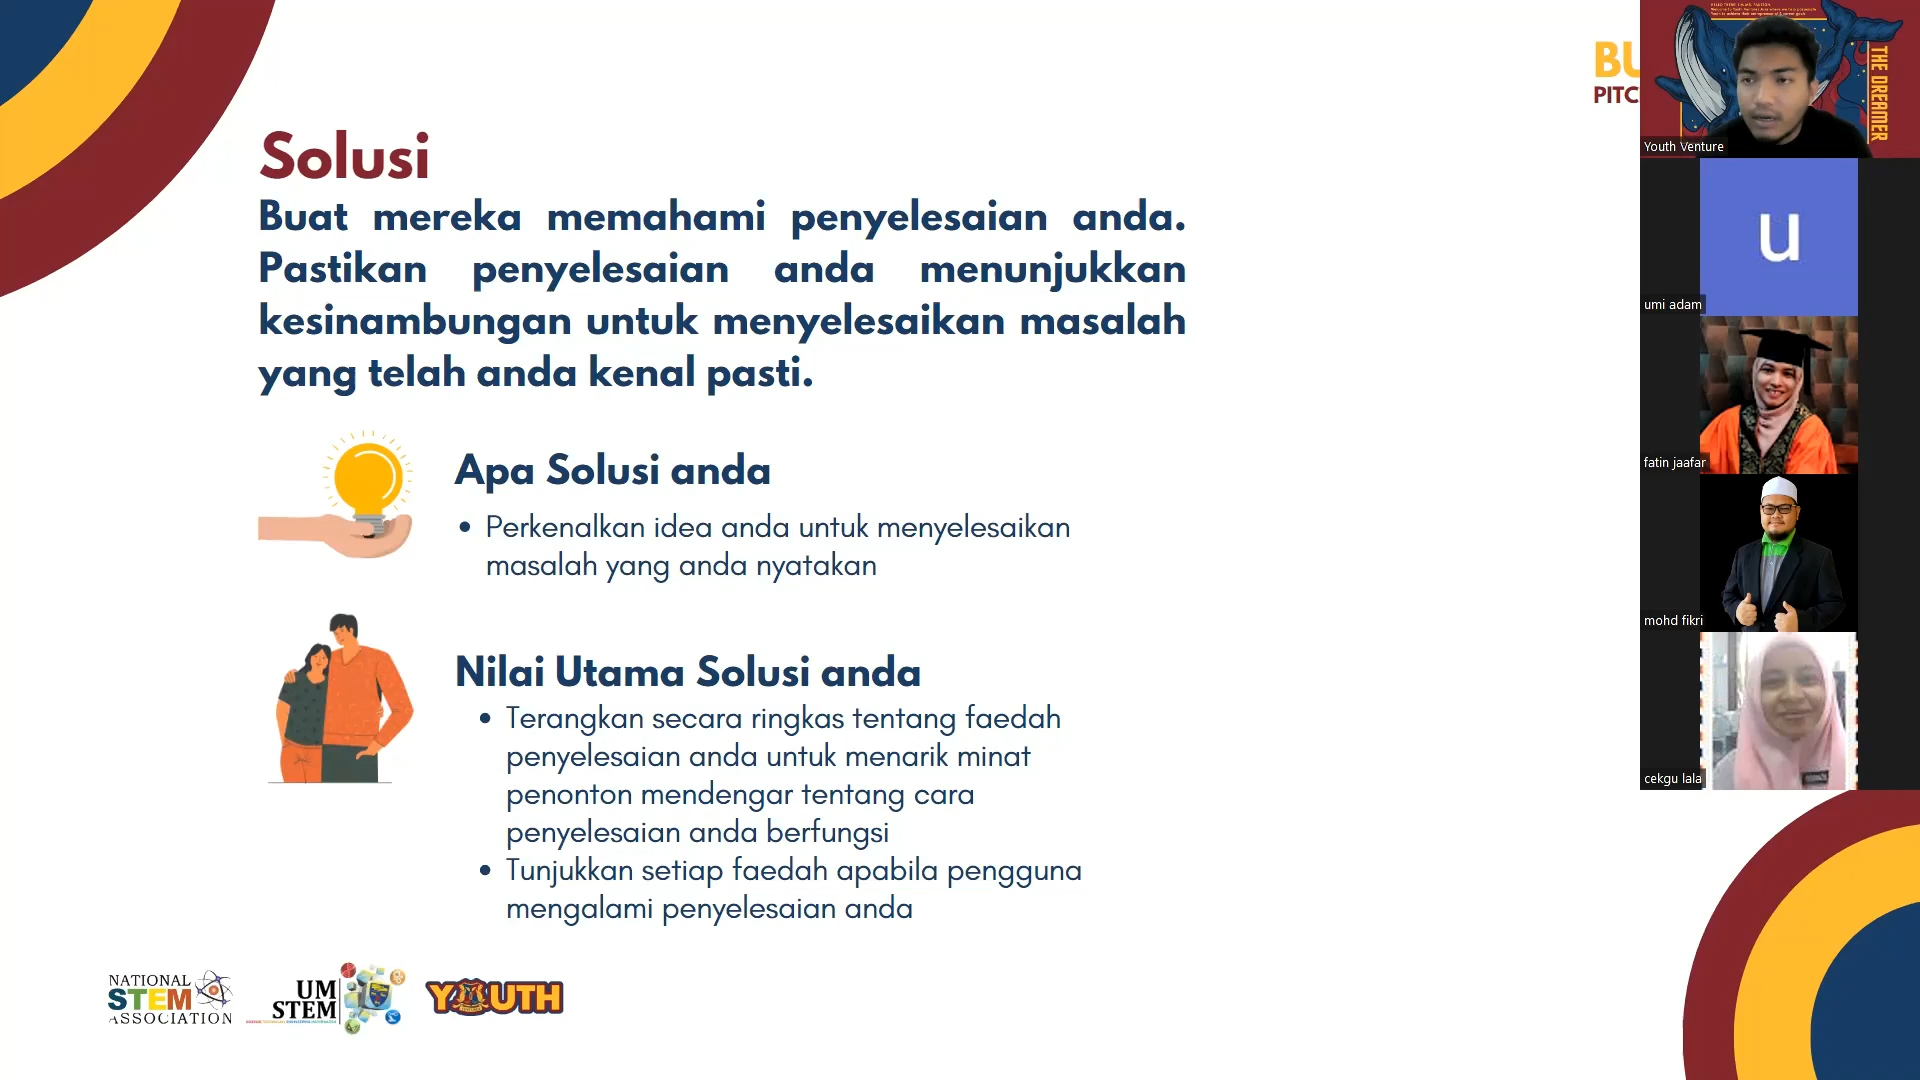 Solusi
Buat mereka memahami penyelesaian anda.
Pastikan penyelesaian anda menunjukkan
kesinambungan untuk menyelesaikan masalah
yang telah anda kenal pasti.
Apa Solusi anda
• Perkenalkan idea anda untuk menyelesaikan
masalah yang anda nyatakan
Nilai Utama Solusi anda
• Terangkan secara ringkas tentang faedah
penyelesaian anda untuk menarik minat
penonton mendengar tentang cara
penyelesaian anda berfungsi
• Tunjukkan setiap faedah apabila pengguna
mengalami penyelesaian anda
NATIONAL
STEM
ASSOCIATION
UM
STEM
YOUTH
BU
PITC
THE DREAMER
Youth Venture
u
umi adam
fatin jaafar
mohd fikri
cekgu lala